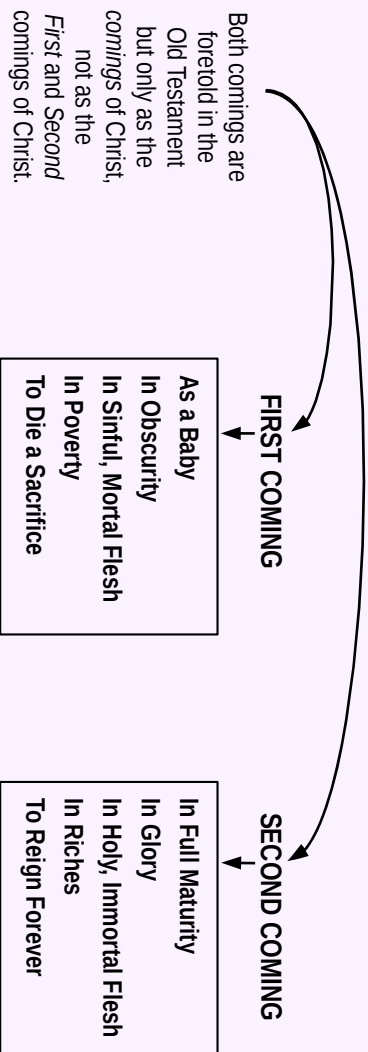 Both comings are
foretold in the
Old Testament
but only as the
comings of Christ,
not as the
First and Second
comings of Christ.
FIRST COMING
As a Baby
In Obscurity
In Sinful, Mortal Flesh
In Poverty
To Die a Sacrifice
SECOND COMING
In Full Maturity
In Glory
In Holy, Immortal Flesh
In Riches
To Reign Forever